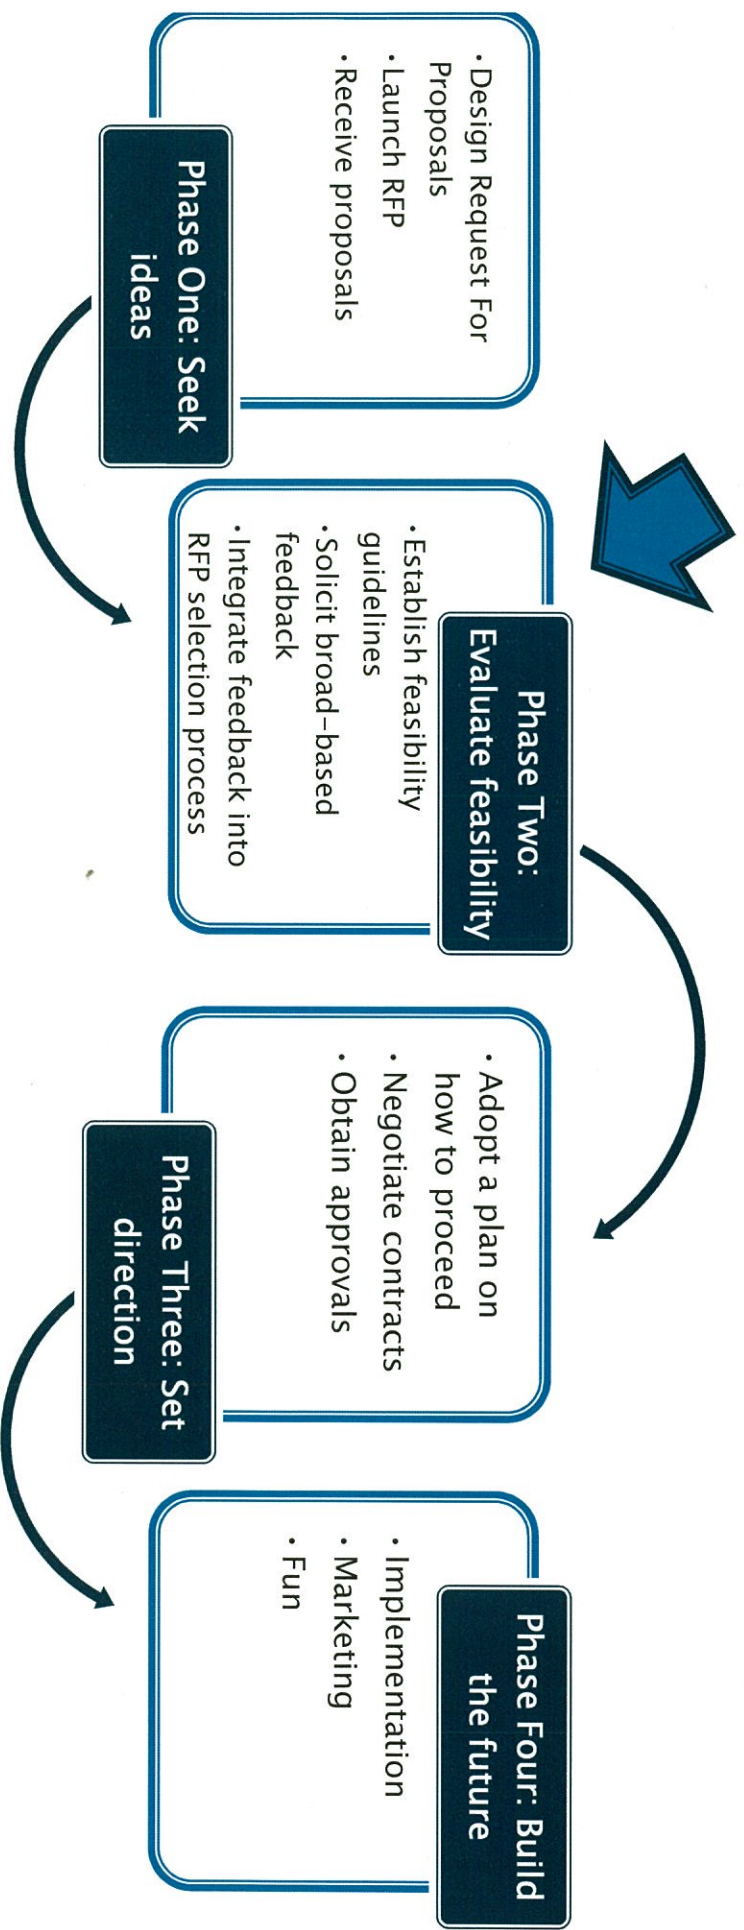 · Design Request For
Proposals
· Launch RFP
· Receive proposals
Phase One: Seek
ideas
Phase Two:
Evaluate feasibility
· Establish feasibility
guidelines
· Solicit broad-based
feedback
· Integrate feedback into
RFP selection process
· Adopt a plan on
how to proceed
· Negotiate contracts
· Obtain approvals
Phase Three: Set
direction
Phase Four: Build
the future
· Implementation
· Marketing
· Fun